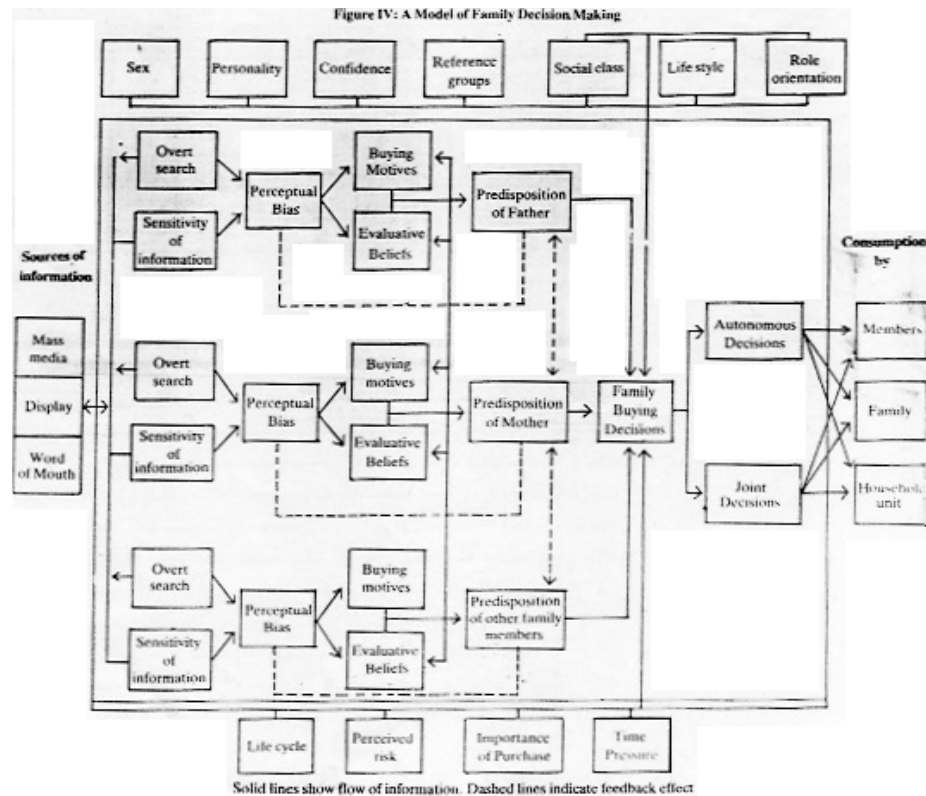 Figure IV: A Model of Family Decision Making
Sex
Personality
Confidence
Reference
groups
Social class
Life style
Role
orientation
Overt
search
Sensitivity
of
information
Perceptual
Bias
Buying
Motives
Evaluative
Beliefs
Predisposition
of Father
Sources of
information
Mass
media
Display
Word
of Mouth
Overt
search
Sensitivity
of
information
Perceptual
Bias
Buying
motives
Evaluative
Beliefs
Predisposition
of Mother
Family
Buying
Decisions
Autonomous
Decisions
Joint
Decisions
Consumption
by
Members
Family
Household
unit
Overt
search
Sensitivity
of
information
Perceptual
Bias
Buying
motives
Evaluative
Beliefs
Predisposition
of other family
members
Life cycle
Perceived
risk
Importance
of Purchase
Time
Pressure
Solid lines show flow of information. Dashed lines indicate feedback effect